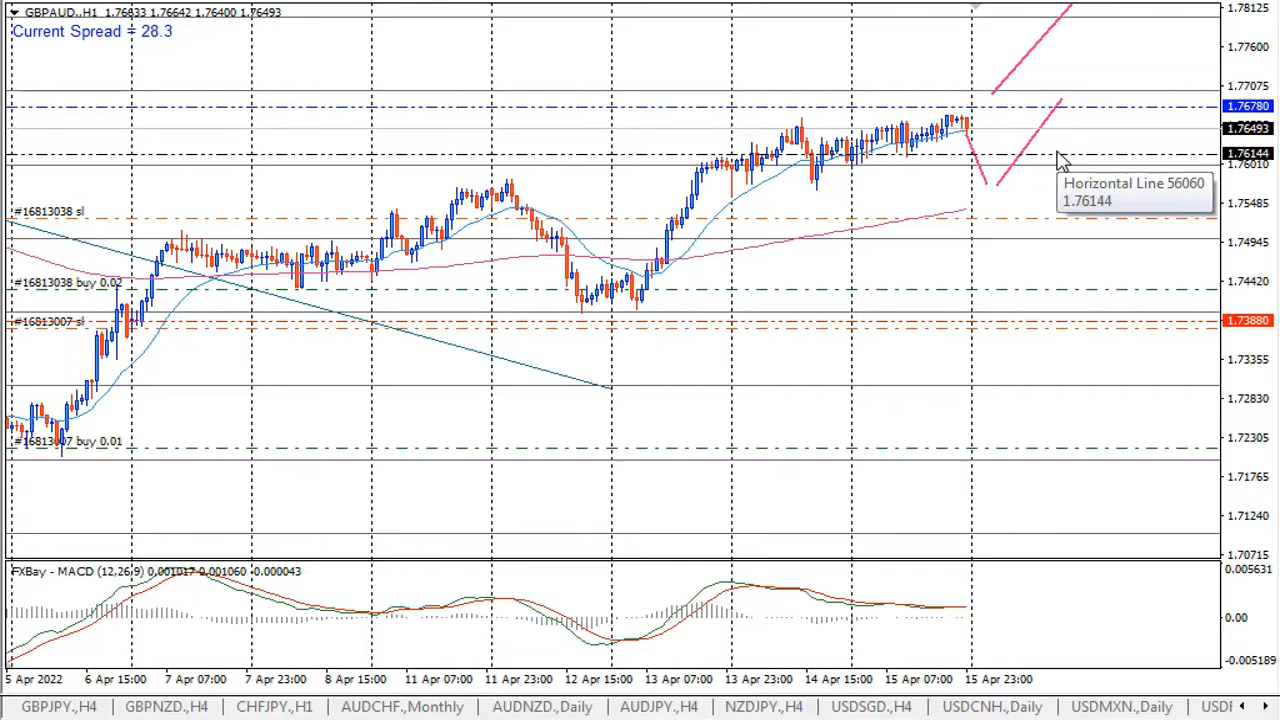 GBPAUD.,H1 1.76633 1.76642 1.76400 1.76493
Current Spread = 28.3
1.78125
1.77600
1.77075
1.76780
1.76493
1.76144
1.76010
Horizontal Line 56060
1.76144
1.75485
#16813038 sl
1.74945
#16813038 buy 0.02
1.74420
#16813007 sl
1.73880
1.73355
1.72830
#16813007 buy 0.01
1.72305
1.71765
1.71240
1.70715
FXBay - MACD (12,26,9) 0.001017 0.001060 -0.000043
0.005631
0.00
-0.005189
5 Apr 2022 6 Apr 15:00 7 Apr 07:00 7 Apr 23:00 8 Apr 15:00 11 Apr 07:00 11 Apr 23:00 12 Apr 15:00 13 Apr 07:00 13 Apr 23:00 14 Apr 15:00 15 Apr 07:00 15 Apr 23:00
GBPJPY.,H4 GBPNZD.,H4 CHFJPY.,H1 AUDCHF.,Monthly AUDNZD.,Daily AUDJPY.,H4 NZDJPY.,H4 USDSGD.,H4 USDCNH.,Daily USDMXN.,Daily